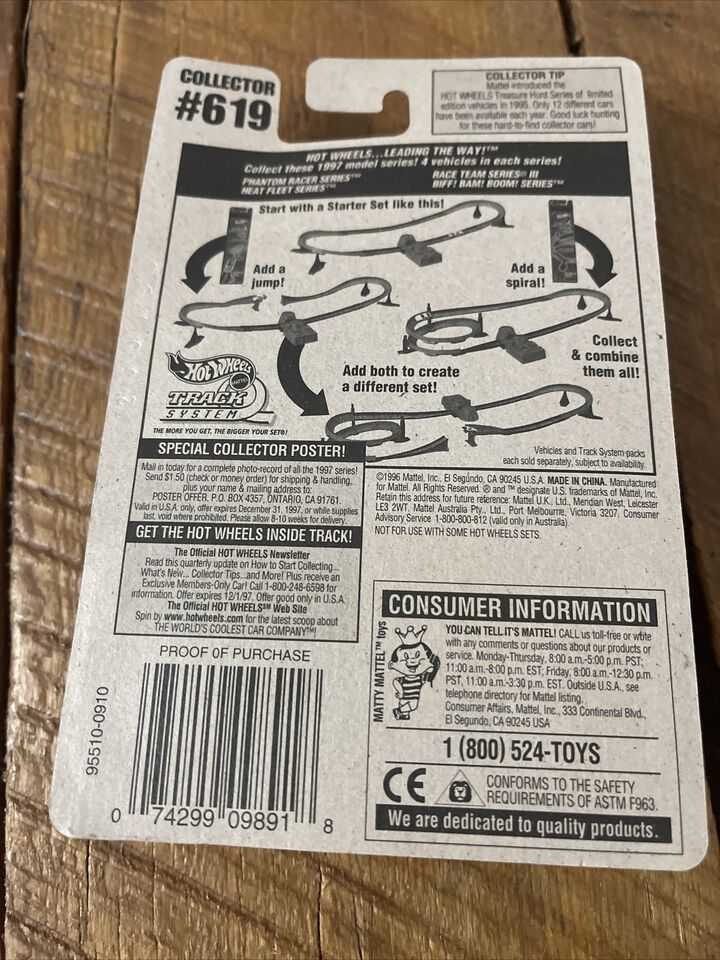 COLLECTOR
#619
COLLECTOR TIP
Mattel introduced the
HOT WHEELS Treasure Hunt Series of limited
edition vehicles in 1995. Only 12 different cars
have been available each year. Good luck hunting
for these hard-to-find collector cars!
HOT WHEELS...LEADING THE WAY!™
Collect these 1997 model series! 4 vehicles in each series!
PHANTOM RACER SERIES™
HEAT FLEET SERIES™
RACE TEAM SERIES® III
BIFF! BAM! BOOM! SERIES™
Start with a Starter Set like this!
Add a
jump!
Add a
spiral!
Collect
& combine
them all!
Add both to create
a different set!
HOT WHEELS
MATTEL
TRACK
SYSTEM
THE MORE YOU GET, THE BIGGER YOUR SET®!
Vehicles and Track System packs
each sold separately, subject to availability.
SPECIAL COLLECTOR POSTER!
Mail in today for a complete photo-record of all the 1997 series!
Send $1.50 (check or money order) for shipping & handling,
plus your name & mailing address to:
POSTER OFFER, P.O. BOX 4357, ONTARIO, CA 91761.
Valid in U.S.A. only, offer expires December 31, 1997, or while supplies
last, void where prohibited. Please allow 8-10 weeks for delivery.
GET THE HOT WHEELS INSIDE TRACK!
The Official HOT WHEELS Newsletter
Read this quarterly update on How to Start Collecting...
What's New... Collector Tips...and More! Plus receive an
Exclusive Members-Only Car! Call 1-800-248-6598 for
information. Offer expires 12/1/97. Offer good only in U.S.A.
The Official HOT WHEELS℠ Web Site
Spin by www.hotwheels.com for the latest scoop about
THE WORLD'S COOLEST CAR COMPANY™!
©1996 Mattel, Inc., El Segundo, CA 90245 U.S.A. MADE IN CHINA. Manufactured
for Mattel. All Rights Reserved. ® and ™ designate U.S. trademarks of Mattel, Inc.
Retain this address for future reference: Mattel U.K., Ltd., Meridian West, Leicester
LE3 2WT. Mattel Australia Pty., Ltd., Port Melbourne, Victoria 3207. Consumer
Advisory Service 1-800-800-812 (valid only in Australia).
NOT FOR USE WITH SOME HOT WHEELS SETS.
PROOF OF PURCHASE
95510-0910
0 74299 09891 8
CONSUMER INFORMATION
MATTY MATTEL™ toys
YOU CAN TELL IT'S MATTEL! CALL us toll-free or write
with any comments or questions about our products or
service. Monday-Thursday, 8:00 a.m.-5:00 p.m. PST;
11:00 a.m.-8:00 p.m. EST; Friday, 8:00 a.m.-12:30 p.m.
PST, 11:00 a.m.-3:30 p.m. EST. Outside U.S.A., see
telephone directory for Mattel listing.
Consumer Affairs, Mattel, Inc., 333 Continental Blvd.,
El Segundo, CA 90245 USA
1 (800) 524-TOYS
CE
CONFORMS TO THE SAFETY
REQUIREMENTS OF ASTM F963.
We are dedicated to quality products.